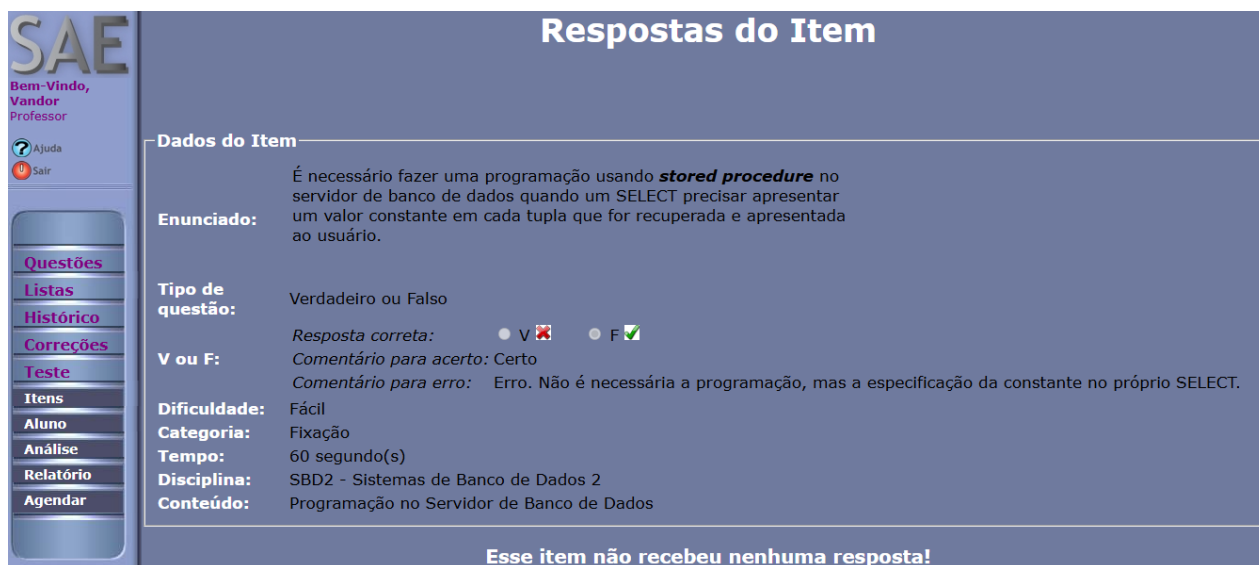 SAE
Bem-Vindo,
Vandor
Professor
Ajuda
Sair
Questões
Listas
Histórico
Correções
Teste
Itens
Aluno
Análise
Relatório
Agendar
Respostas do Item
Dados do Item
Enunciado:
É necessário fazer uma programação usando stored procedure no
servidor de banco de dados quando um SELECT precisar apresentar
um valor constante em cada tupla que for recuperada e apresentada
ao usuário.
Tipo de
questão:
Verdadeiro ou Falso
V ou F:
Resposta correta: V F
Comentário para acerto: Certo
Comentário para erro: Erro. Não é necessária a programação, mas a especificação da constante no próprio SELECT.
Dificuldade: Fácil
Categoria: Fixação
Tempo: 60 segundo(s)
Disciplina: SBD2 - Sistemas de Banco de Dados 2
Conteúdo: Programação no Servidor de Banco de Dados
Esse item não recebeu nenhuma resposta!